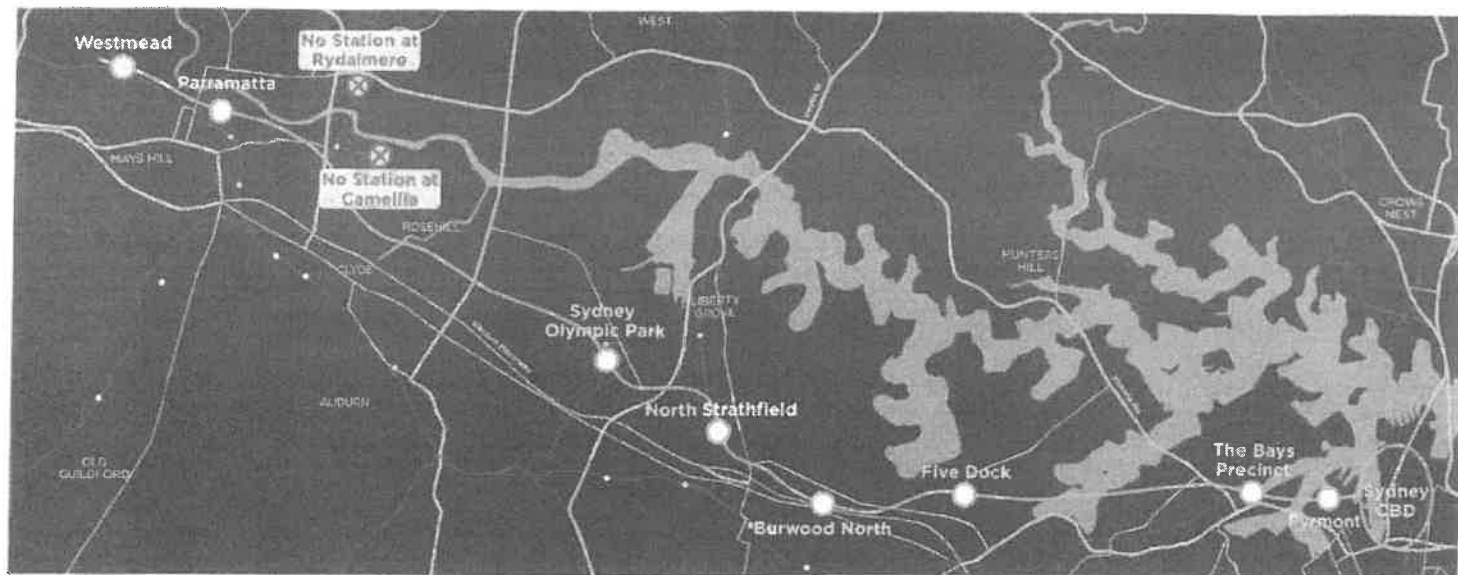 WEST
Westmead
No Station at
Rydalmere
Parramatta
MAYS HILL
No Station at
Camellia
ROSEHILL
CLYDE
CROWS
NEST
HUNTERS
HILL
LIBERTY
GROVE
Sydney
Olympic Park
AUBURN
North Strathfield
OLD
GUILDFORD
Five Dock
The Bays
Precinct
Sydney
CBD
Pyrmont
*Burwood North